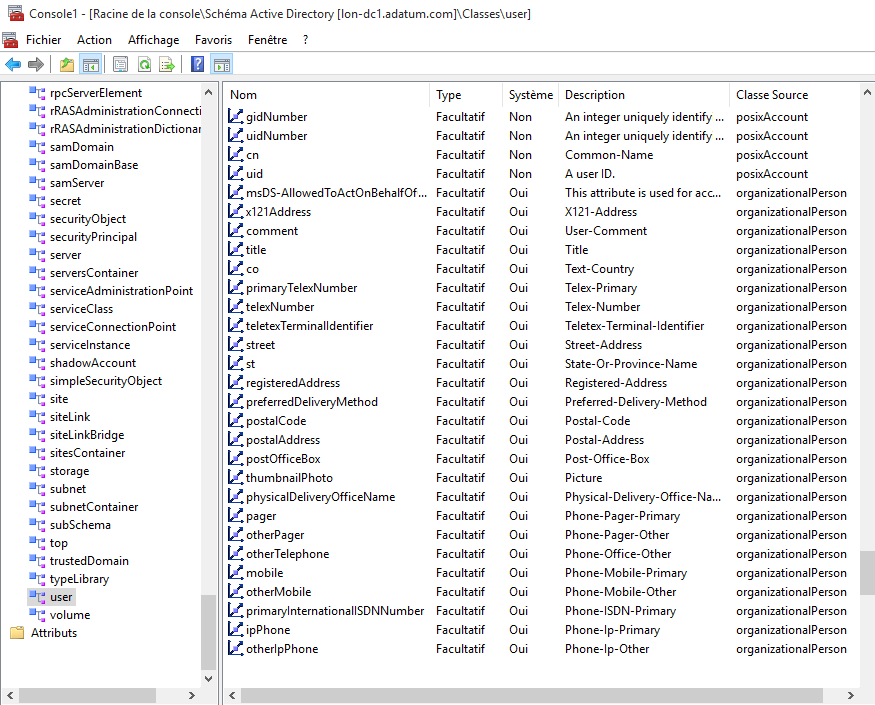 Console1 - [Racine de la console\Schéma Active Directory [lon-dc1.adatum.com]\Classes\user]
Fichier Action Affichage Favoris Fenêtre ?
rpcServerElement
rRASAdministrationConnecti
rRASAdministrationDictionar
samDomain
samDomainBase
samServer
secret
securityObject
securityPrincipal
server
serversContainer
serviceAdministrationPoint
serviceClass
serviceConnectionPoint
serviceInstance
shadowAccount
simpleSecurityObject
site
siteLink
siteLinkBridge
sitesContainer
storage
subnet
subnetContainer
subSchema
top
trustedDomain
typeLibrary
user
volume
Attributs
Nom Type Système Description Classe Source
gidNumber Facultatif Non An integer uniquely identify ... posixAccount
uidNumber Facultatif Non An integer uniquely identify ... posixAccount
cn Facultatif Non Common-Name posixAccount
uid Facultatif Non A user ID. posixAccount
msDS-AllowedToActOnBehalfOf... Facultatif Oui This attribute is used for acc... organizationalPerson
x121Address Facultatif Oui X121-Address organizationalPerson
comment Facultatif Oui User-Comment organizationalPerson
title Facultatif Oui Title organizationalPerson
co Facultatif Oui Text-Country organizationalPerson
primaryTelexNumber Facultatif Oui Telex-Primary organizationalPerson
telexNumber Facultatif Oui Telex-Number organizationalPerson
teletexTerminalIdentifier Facultatif Oui Teletex-Terminal-Identifier organizationalPerson
street Facultatif Oui Street-Address organizationalPerson
st Facultatif Oui State-Or-Province-Name organizationalPerson
registeredAddress Facultatif Oui Registered-Address organizationalPerson
preferredDeliveryMethod Facultatif Oui Preferred-Delivery-Method organizationalPerson
postalCode Facultatif Oui Postal-Code organizationalPerson
postalAddress Facultatif Oui Postal-Address organizationalPerson
postOfficeBox Facultatif Oui Post-Office-Box organizationalPerson
thumbnailPhoto Facultatif Oui Picture organizationalPerson
physicalDeliveryOfficeName Facultatif Oui Physical-Delivery-Office-Na... organizationalPerson
pager Facultatif Oui Phone-Pager-Primary organizationalPerson
otherPager Facultatif Oui Phone-Pager-Other organizationalPerson
otherTelephone Facultatif Oui Phone-Office-Other organizationalPerson
mobile Facultatif Oui Phone-Mobile-Primary organizationalPerson
otherMobile Facultatif Oui Phone-Mobile-Other organizationalPerson
primaryInternationalISDNNumber Facultatif Oui Phone-ISDN-Primary organizationalPerson
ipPhone Facultatif Oui Phone-Ip-Primary organizationalPerson
otherIpPhone Facultatif Oui Phone-Ip-Other organizationalPerson